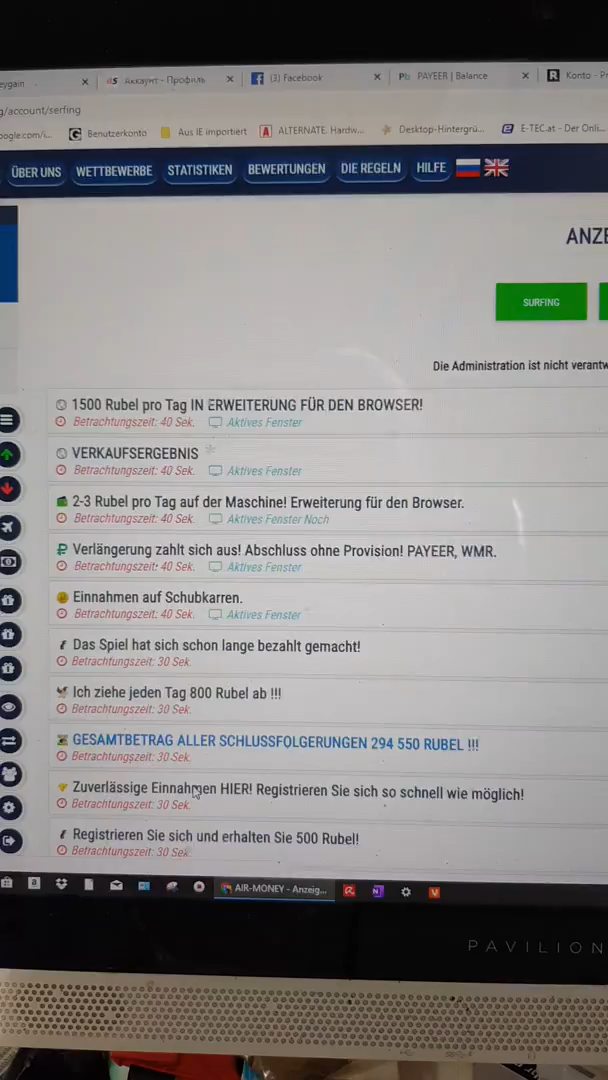 eygain
Аккаунт - Профиль
(3) Facebook
PAYEER | Balance
Konto - Pr
g/account/serfing
oogle.com/i...
Benutzerkonto
Aus IE importiert
ALTERNATE. Hardw...
Desktop-Hintergrü...
E-TEC.at - Der Onli...
ÜBER UNS
WETTBEWERBE
STATISTIKEN
BEWERTUNGEN
DIE REGELN
HILFE
ANZE
SURFING
Die Administration ist nicht verantw
1500 Rubel pro Tag IN ERWEITERUNG FÜR DEN BROWSER!
Betrachtungszeit: 40 Sek. Aktives Fenster
VERKAUFSERGEBNIS
Betrachtungszeit: 40 Sek. Aktives Fenster
2-3 Rubel pro Tag auf der Maschine! Erweiterung für den Browser.
Betrachtungszeit: 40 Sek. Aktives Fenster Noch
Verlängerung zahlt sich aus! Abschluss ohne Provision! PAYEER, WMR.
Betrachtungszeit: 40 Sek. Aktives Fenster
Einnahmen auf Schubkarren.
Betrachtungszeit: 40 Sek. Aktives Fenster
Das Spiel hat sich schon lange bezahlt gemacht!
Betrachtungszeit: 30 Sek.
Ich ziehe jeden Tag 800 Rubel ab !!!
Betrachtungszeit: 30 Sek.
GESAMTBETRAG ALLER SCHLUSSFOLGERUNGEN 294 550 RUBEL !!!
Betrachtungszeit: 30 Sek.
Zuverlässige Einnahmen HIER! Registrieren Sie sich so schnell wie möglich!
Betrachtungszeit: 30 Sek.
Registrieren Sie sich und erhalten Sie 500 Rubel!
Betrachtungszeit: 30 Sek.
AIR-MONEY - Anzeig...
PAVILION